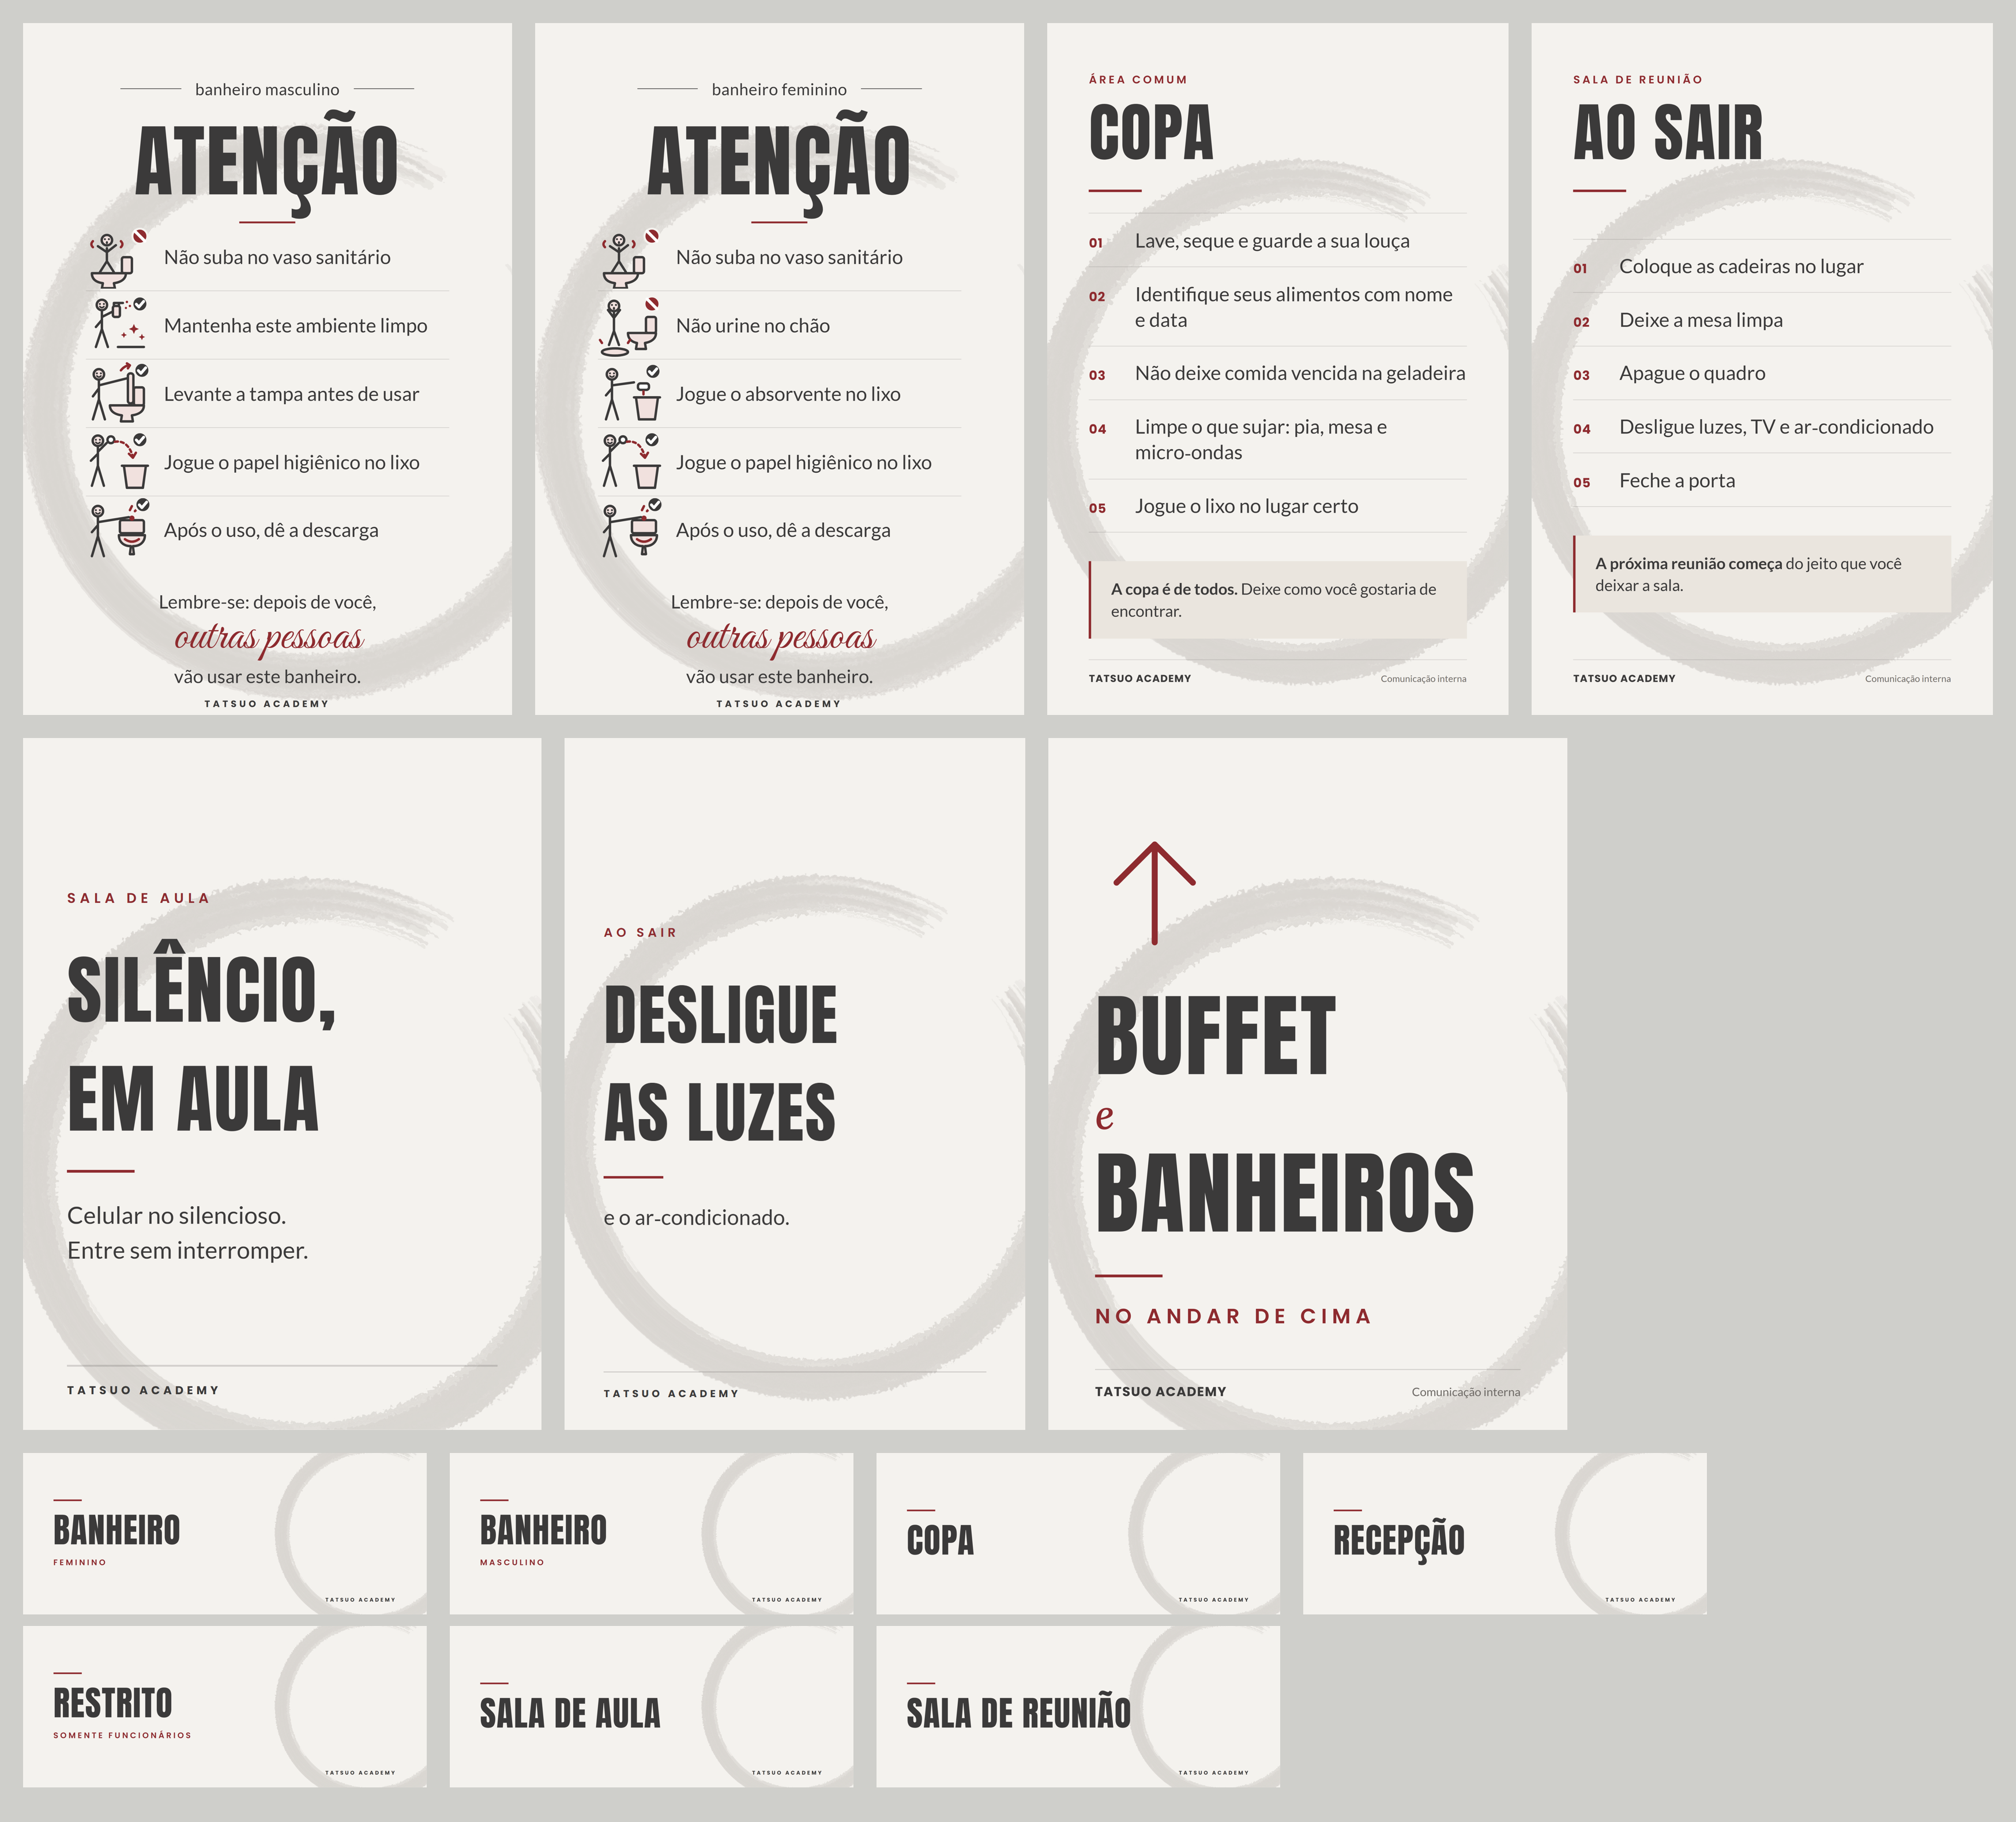 banheiro masculino
ATENÇÃO
Não suba no vaso sanitário
Mantenha este ambiente limpo
Levante a tampa antes de usar
Jogue o papel higiênico no lixo
Após o uso, dê a descarga
Lembre-se: depois de você,
outras pessoas
vão usar este banheiro.
TATSUO ACADEMY
banheiro feminino
ATENÇÃO
Não suba no vaso sanitário
Não urine no chão
Jogue o absorvente no lixo
Jogue o papel higiênico no lixo
Após o uso, dê a descarga
Lembre-se: depois de você,
outras pessoas
vão usar este banheiro.
TATSUO ACADEMY
ÁREA COMUM
COPA
01 Lave, seque e guarde a sua louça
02 Identifique seus alimentos com nome
e data
03 Não deixe comida vencida na geladeira
04 Limpe o que sujar: pia, mesa e
micro-ondas
05 Jogue o lixo no lugar certo
A copa é de todos. Deixe como você gostaria de
encontrar.
TATSUO ACADEMY Comunicação interna
SALA DE REUNIÃO
AO SAIR
01 Coloque as cadeiras no lugar
02 Deixe a mesa limpa
03 Apague o quadro
04 Desligue luzes, TV e ar-condicionado
05 Feche a porta
A próxima reunião começa do jeito que você
deixar a sala.
TATSUO ACADEMY Comunicação interna
SALA DE AULA
SILÊNCIO,
EM AULA
Celular no silencioso.
Entre sem interromper.
TATSUO ACADEMY
AO SAIR
DESLIGUE
AS LUZES
e o ar-condicionado.
TATSUO ACADEMY
BUFFET
e
BANHEIROS
NO ANDAR DE CIMA
TATSUO ACADEMY Comunicação interna
BANHEIRO
FEMININO
TATSUO ACADEMY
BANHEIRO
MASCULINO
TATSUO ACADEMY
COPA
TATSUO ACADEMY
RECEPÇÃO
TATSUO ACADEMY
RESTRITO
SOMENTE FUNCIONÁRIOS
TATSUO ACADEMY
SALA DE AULA
TATSUO ACADEMY
SALA DE REUNIÃO
TATSUO ACADEMY